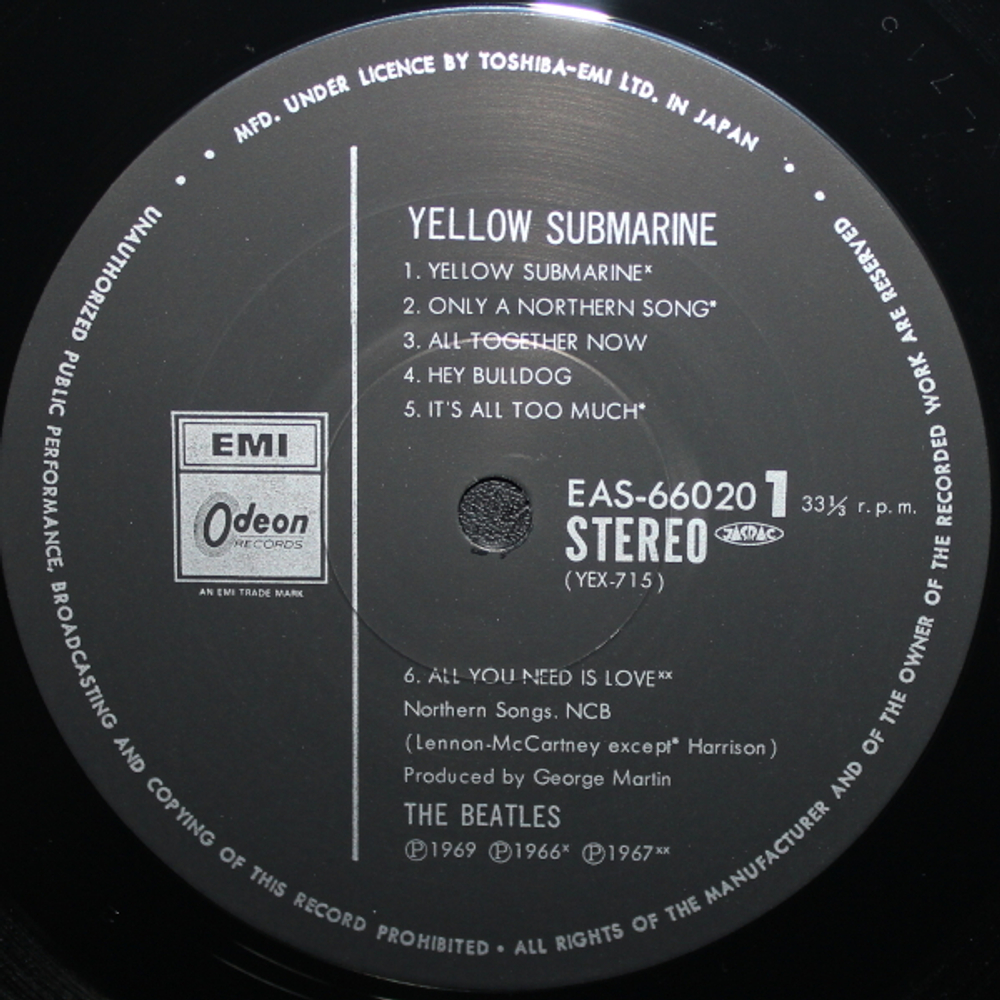 MFD. UNDER LICENCE BY TOSHIBA-EMI LTD. IN JAPAN
YELLOW SUBMARINE
1. YELLOW SUBMARINEˣ
2. ONLY A NORTHERN SONG*
3. ALL TOGETHER NOW
4. HEY BULLDOG
5. IT'S ALL TOO MUCH*
EMI
Odeon
RECORDS
AN EMI TRADE MARK
EAS-66020 1 33⅓ r.p.m.
STEREO JASRAC
(YEX-715)
6. ALL YOU NEED IS LOVEˣˣ
Northern Songs. NCB
(Lennon-McCartney except* Harrison)
Produced by George Martin
THE BEATLES
Ⓟ1969 Ⓟ1966ˣ Ⓟ1967ˣˣ
UNAUTHORIZED PUBLIC PERFORMANCE, BROADCASTING AND COPYING OF THIS RECORD PROHIBITED • ALL RIGHTS OF THE MANUFACTURER AND OF THE OWNER OF THE RECORDED WORK ARE RESERVED